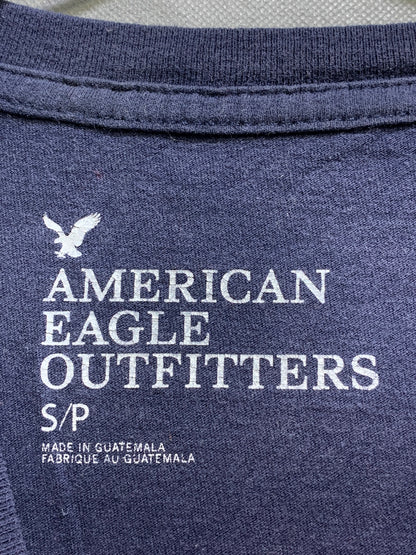 AMERICAN
EAGLE
OUTFITTERS
S/P
MADE IN GUATEMALA
FABRIQUE AU GUATEMALA